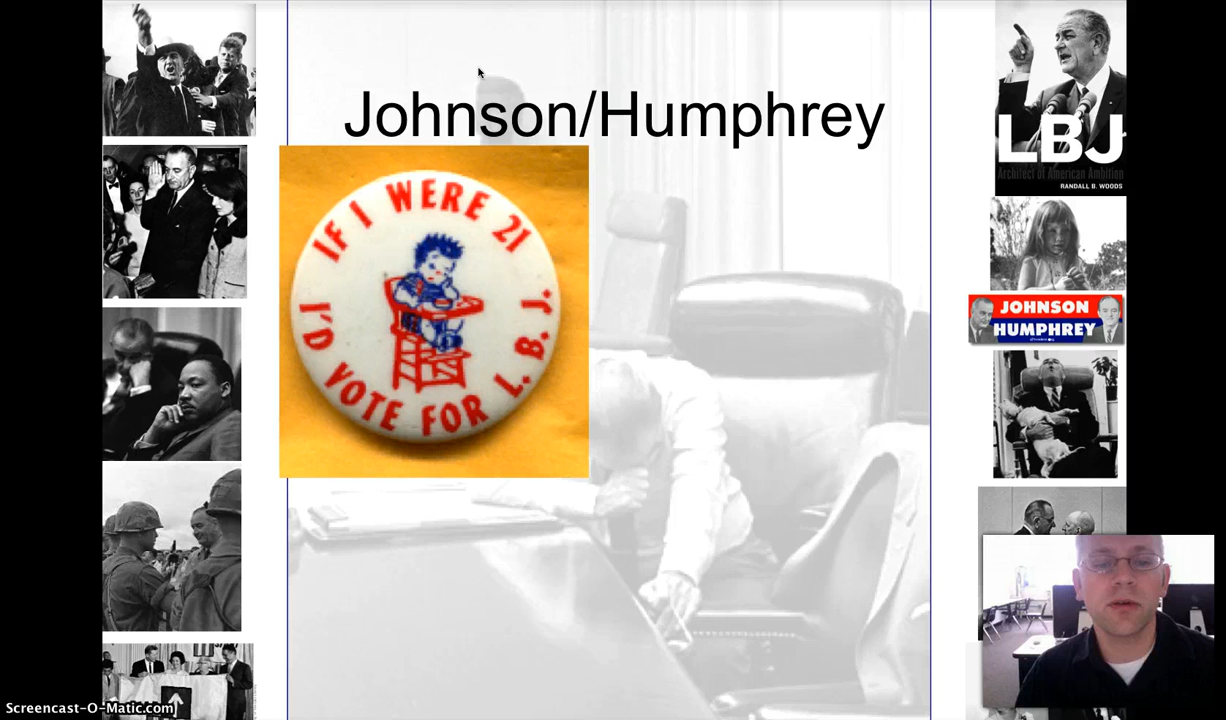 Johnson/Humphrey
IF I WERE 21
I'D VOTE FOR L.B.J.
LBJ
Architect of American Ambition
RANDALL B. WOODS
JOHNSON
HUMPHREY
Screencast-O-Matic.com